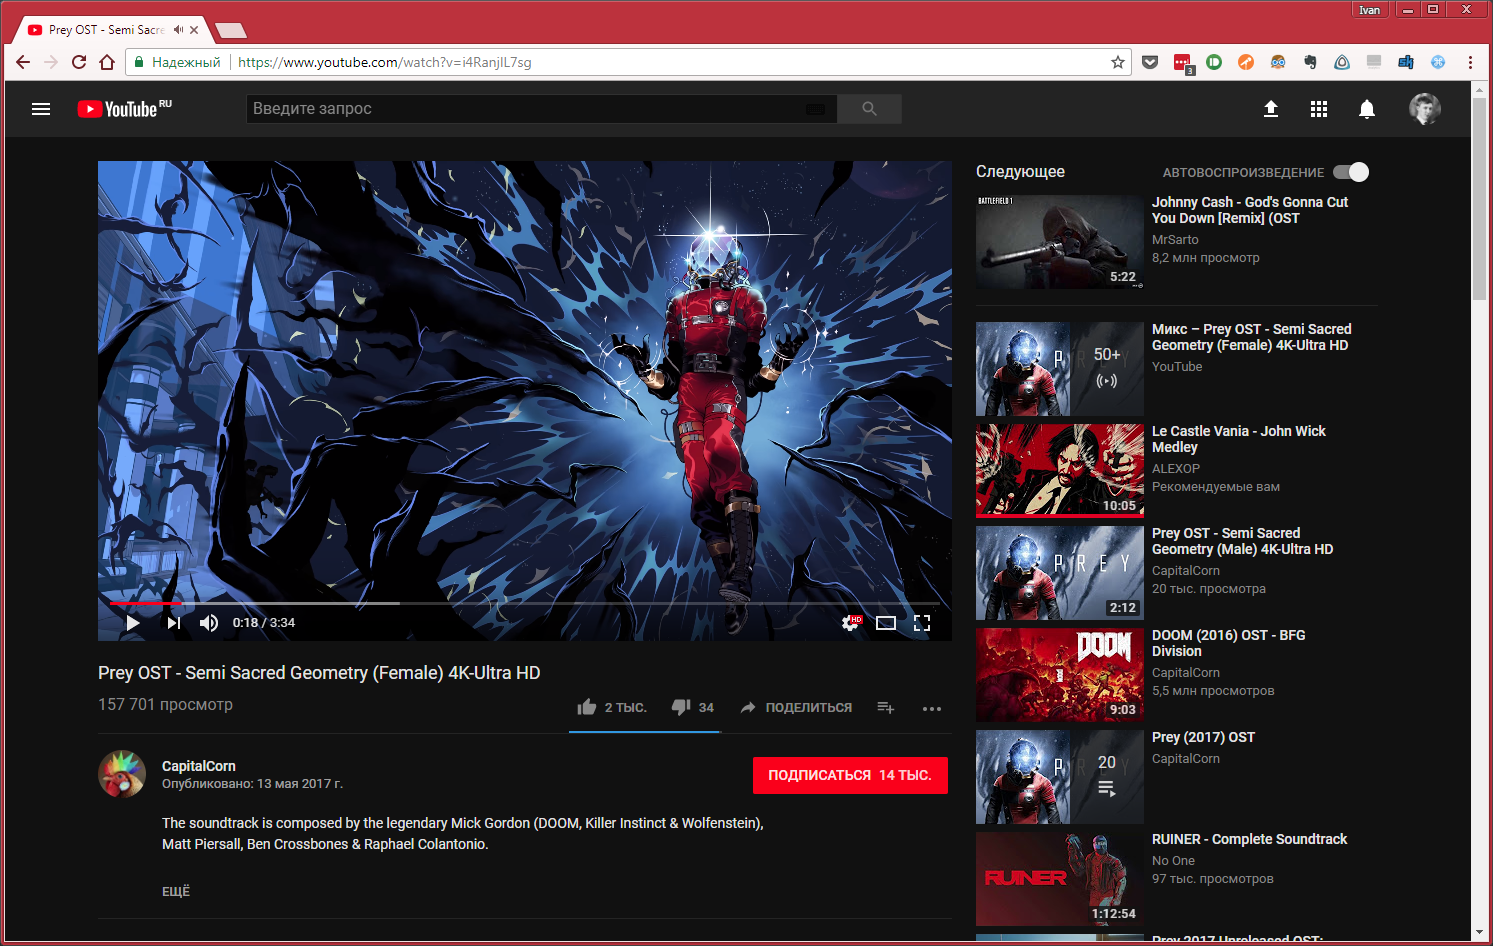 Ivan
Prey OST - Semi Sacre
Надежный
https://www.youtube.com/watch?v=i4RanjlL7sg
3
YouTube RU
Введите запрос
0:18 / 3:34
HD
Prey OST - Semi Sacred Geometry (Female) 4K-Ultra HD
157 701 просмотр
2 ТЫС.
34
ПОДЕЛИТЬСЯ
CapitalCorn
Опубликовано: 13 мая 2017 г.
ПОДПИСАТЬСЯ 14 ТЫС.
The soundtrack is composed by the legendary Mick Gordon (DOOM, Killer Instinct & Wolfenstein),
Matt Piersall, Ben Crossbones & Raphael Colantonio.
ЕЩЁ
Следующее
АВТОВОСПРОИЗВЕДЕНИЕ
BATTLEFIELD 1
5:22
Johnny Cash - God's Gonna Cut
You Down [Remix] (OST
MrSarto
8,2 млн просмотр
PREY
50+
Микс – Prey OST - Semi Sacred
Geometry (Female) 4K-Ultra HD
YouTube
10:05
Le Castle Vania - John Wick
Medley
ALEXOP
Рекомендуемые вам
PREY
2:12
Prey OST - Semi Sacred
Geometry (Male) 4K-Ultra HD
CapitalCorn
20 тыс. просмотра
DOOM
9:03
DOOM (2016) OST - BFG
Division
CapitalCorn
5,5 млн просмотров
P
Y
20
Prey (2017) OST
CapitalCorn
RUINER
1:12:54
RUINER - Complete Soundtrack
No One
97 тыс. просмотров
Prey 2017 Unreleased OST: